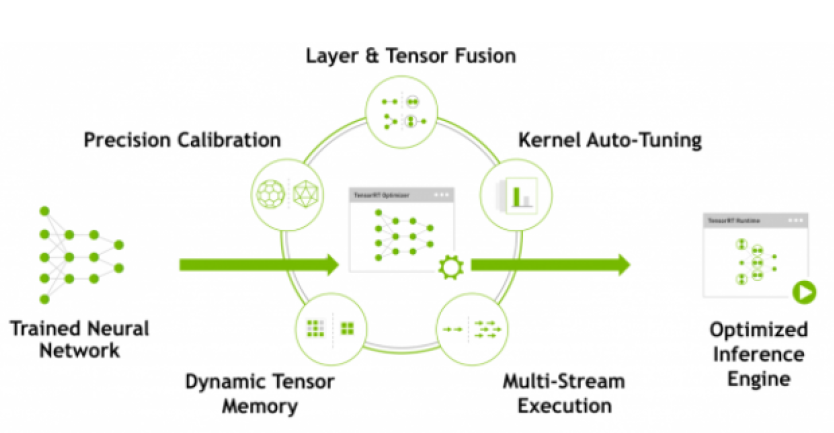 Layer & Tensor Fusion
Precision Calibration
Kernel Auto-Tuning
TensorRT Optimizer
TensorRT Runtime
Trained Neural
Network
Optimized
Inference
Engine
Dynamic Tensor
Memory
Multi-Stream
Execution